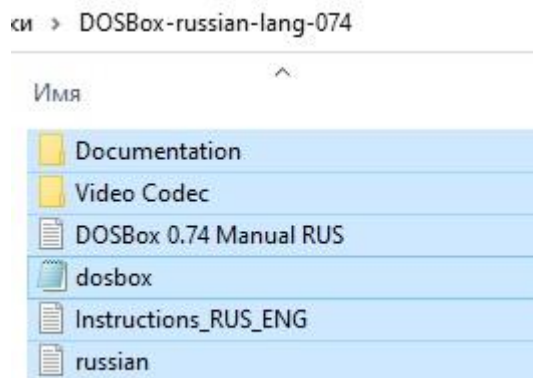 ки > DOSBox-russian-lang-074
Имя
Documentation
Video Codec
DOSBox 0.74 Manual RUS
dosbox
Instructions_RUS_ENG
russian